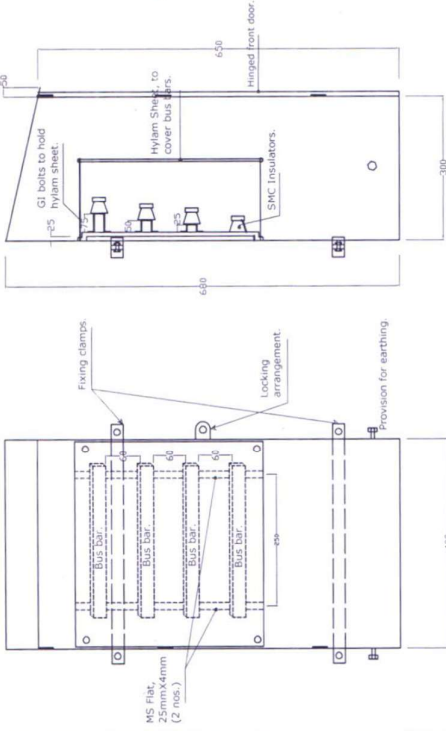 50
650
Hinged front door.
Hylam Sheet, to
cover bus bars.
GI bolts to hold
hylam sheet.
SMC Insulators.
25
75
50
25
300
680
Fixing clamps.
Locking
arrangement.
Provision for earthing.
60
60
60
Bus bar.
Bus bar.
Bus bar.
Bus bar.
250
MS Flat,
25mmX4mm
(2 nos.)